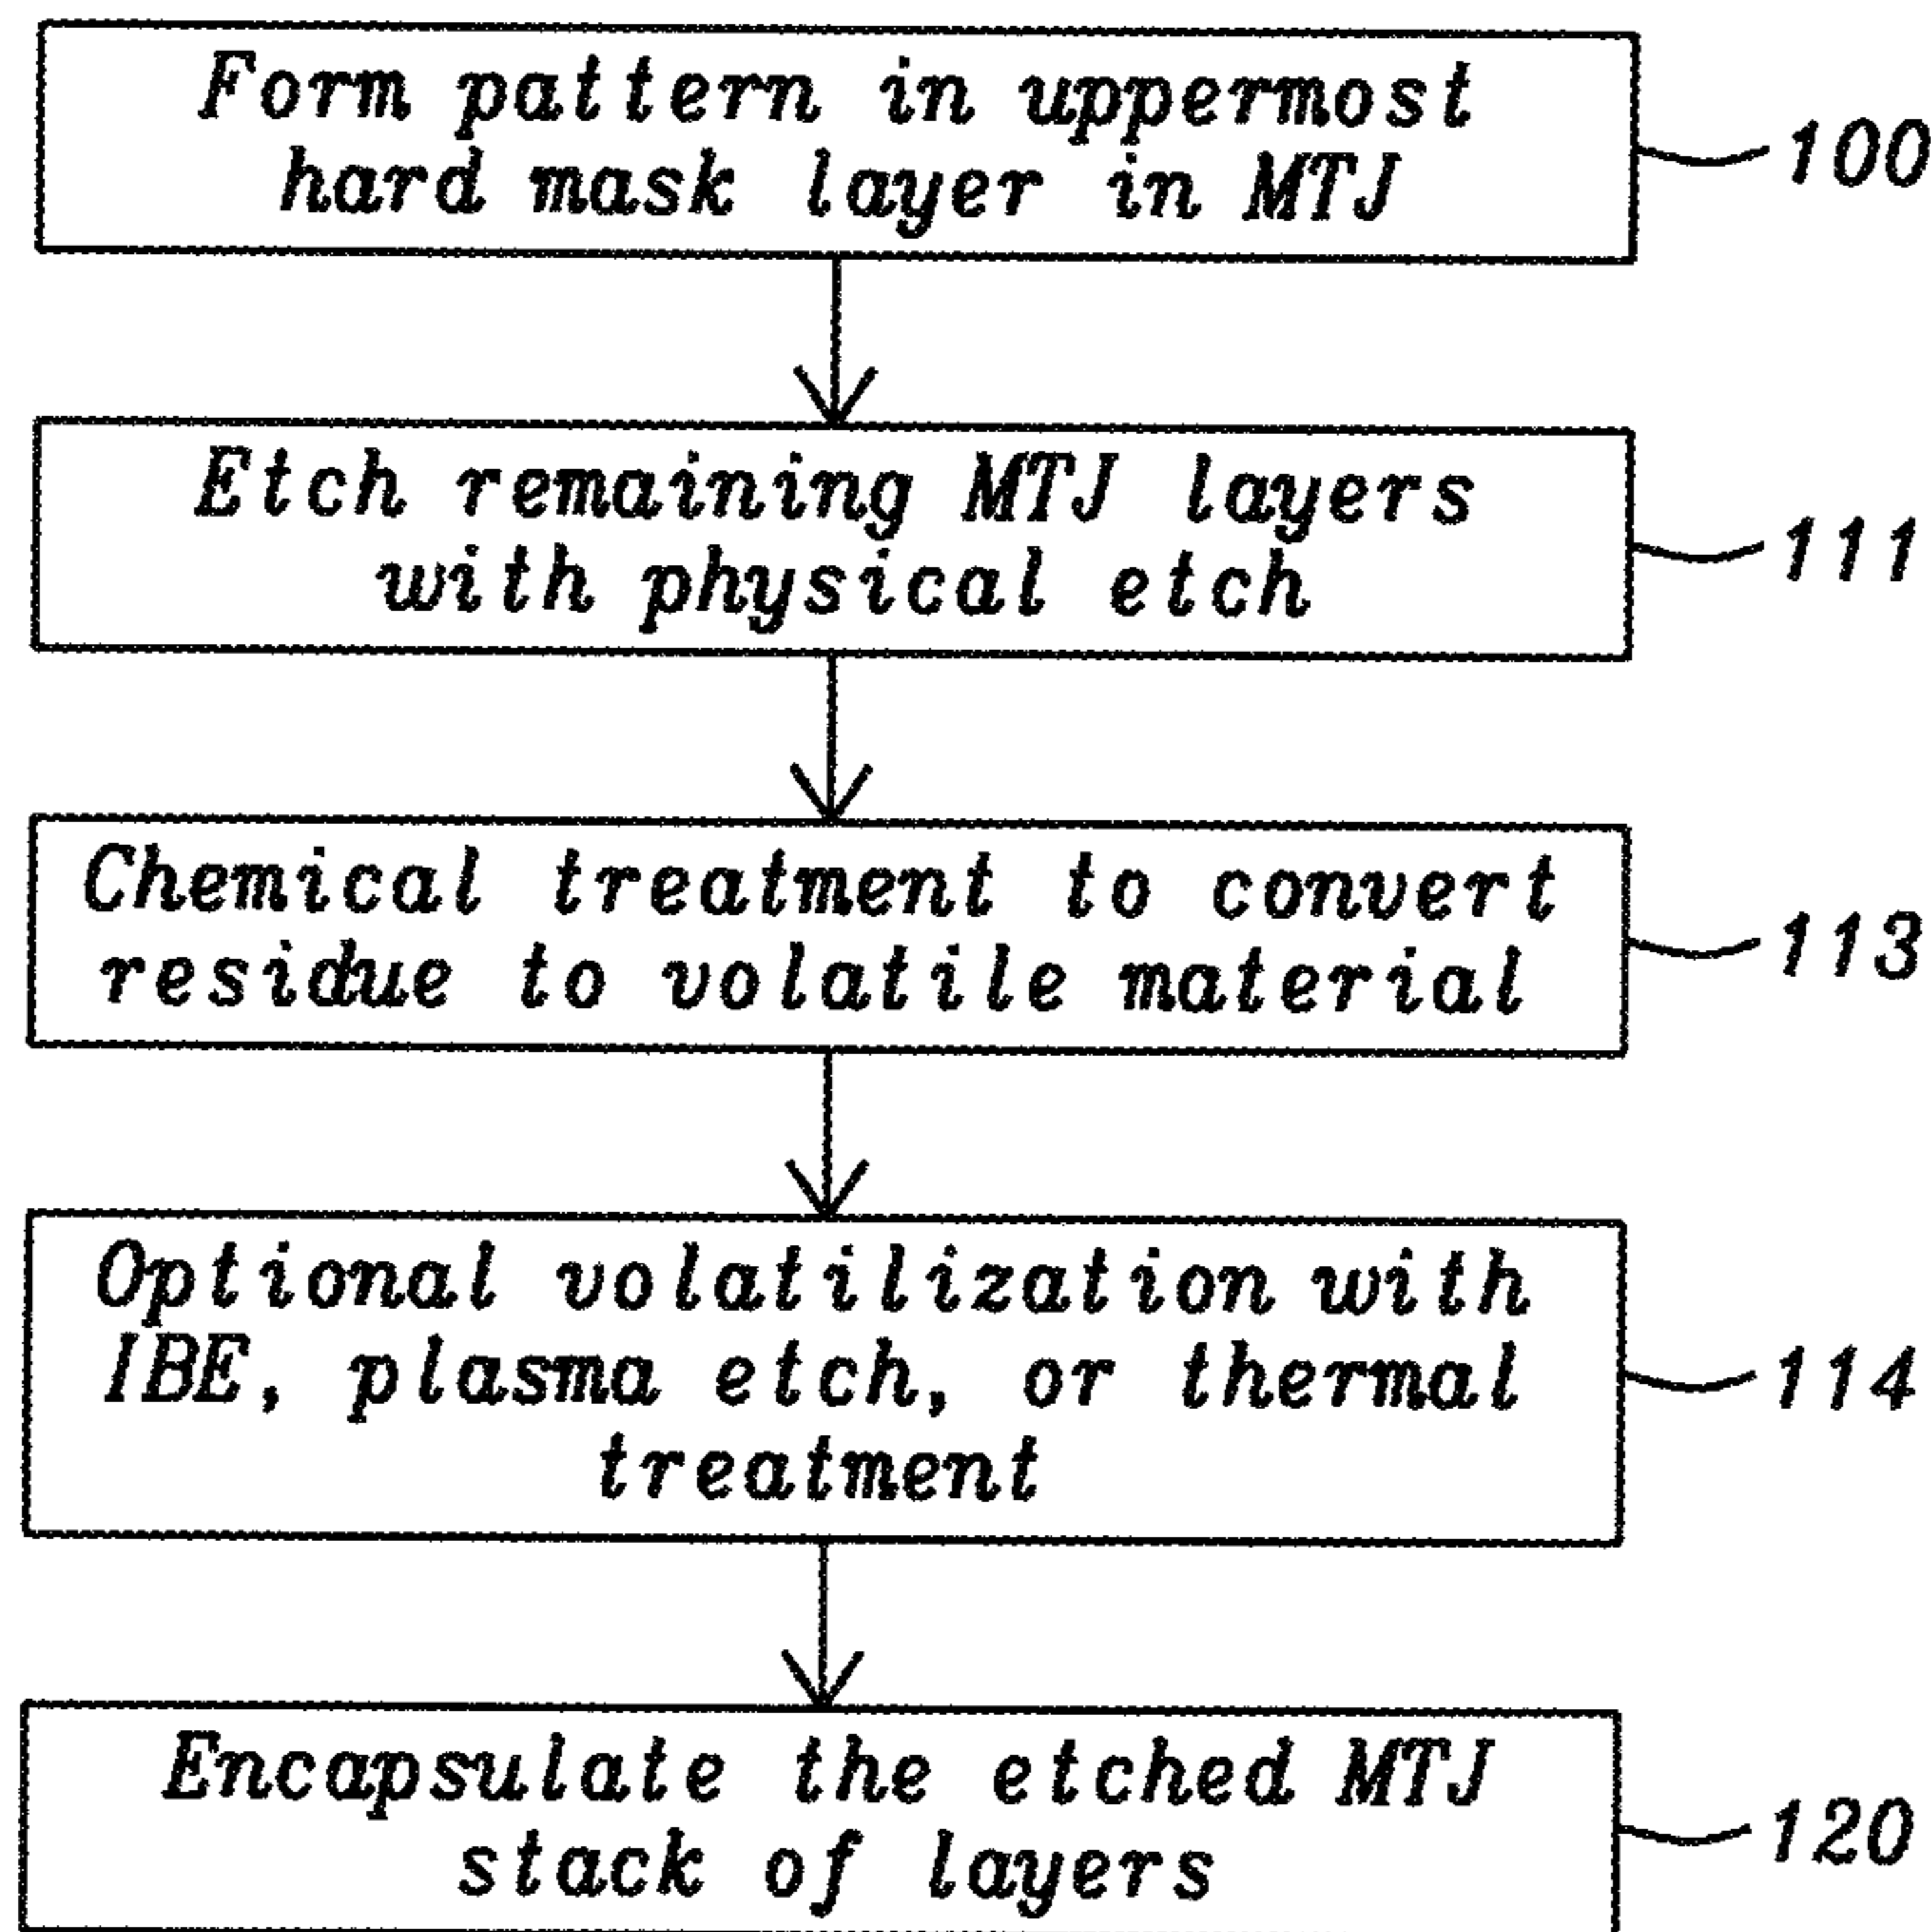 Form pattern in uppermost
hard mask layer in MTJ
100
Etch remaining MTJ layers
with physical etch
111
Chemical treatment to convert
residue to volatile material
113
Optional volatilization with
IBE, plasma etch, or thermal
treatment
114
Encapsulate the etched MTJ
stack of layers
120